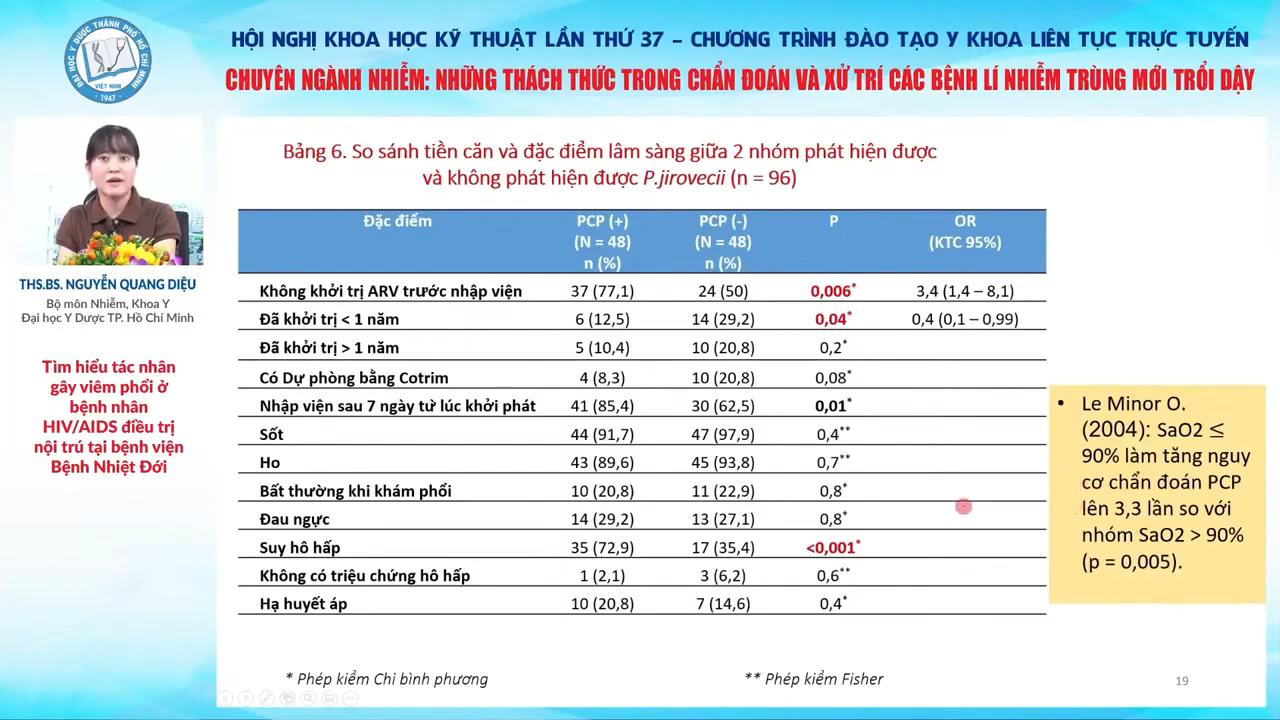 ĐẠI HỌC Y DƯỢC THÀNH PHỐ HỒ CHÍ MINH
VIỆT NAM
1947
HỘI NGHỊ KHOA HỌC KỸ THUẬT LẦN THỨ 37 – CHƯƠNG TRÌNH ĐÀO TẠO Y KHOA LIÊN TỤC TRỰC TUYẾN
CHUYÊN NGÀNH NHIỄM: NHỮNG THÁCH THỨC TRONG CHẨN ĐOÁN VÀ XỬ TRÍ CÁC BỆNH LÍ NHIỄM TRÙNG MỚI TRỖI DẬY
THS.BS. NGUYỄN QUANG DIỆU
Bộ môn Nhiễm, Khoa Y
Đại học Y Dược TP. Hồ Chí Minh
Tìm hiểu tác nhân
gây viêm phổi ở
bệnh nhân
HIV/AIDS điều trị
nội trú tại bệnh viện
Bệnh Nhiệt Đới
Bảng 6. So sánh tiền căn và đặc điểm lâm sàng giữa 2 nhóm phát hiện được
và không phát hiện được P.jirovecii (n = 96)
Đặc điểm PCP (+) PCP (-) P OR
(N = 48) (N = 48) (KTC 95%)
n (%) n (%)
Không khởi trị ARV trước nhập viện 37 (77,1) 24 (50) 0,006* 3,4 (1,4 – 8,1)
Đã khởi trị < 1 năm 6 (12,5) 14 (29,2) 0,04* 0,4 (0,1 – 0,99)
Đã khởi trị > 1 năm 5 (10,4) 10 (20,8) 0,2*
Có Dự phòng bằng Cotrim 4 (8,3) 10 (20,8) 0,08*
Nhập viện sau 7 ngày từ lúc khởi phát 41 (85,4) 30 (62,5) 0,01*
Sốt 44 (91,7) 47 (97,9) 0,4**
Ho 43 (89,6) 45 (93,8) 0,7**
Bất thường khi khám phổi 10 (20,8) 11 (22,9) 0,8*
Đau ngực 14 (29,2) 13 (27,1) 0,8*
Suy hô hấp 35 (72,9) 17 (35,4) <0,001*
Không có triệu chứng hô hấp 1 (2,1) 3 (6,2) 0,6**
Hạ huyết áp 10 (20,8) 7 (14,6) 0,4*
• Le Minor O.
(2004): SaO2 ≤
90% làm tăng nguy
cơ chẩn đoán PCP
lên 3,3 lần so với
nhóm SaO2 > 90%
(p = 0,005).
* Phép kiểm Chi bình phương
** Phép kiểm Fisher
19